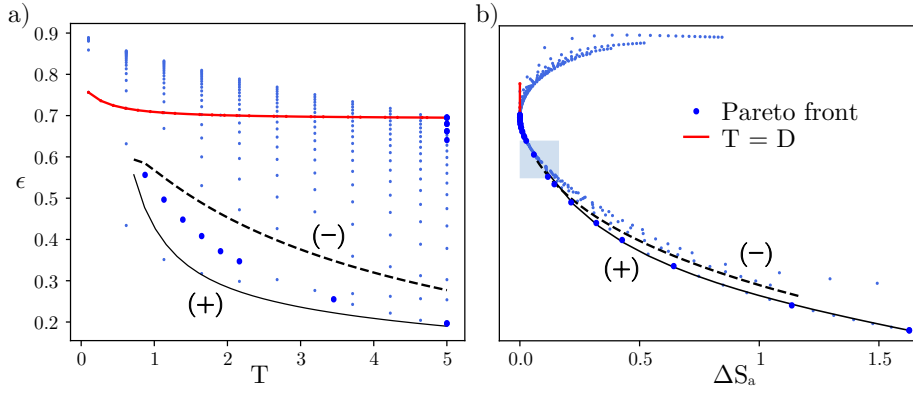 a)
0.9
0.8
0.7
0.6
0.5
0.4
0.3
0.2
ϵ
(−)
(+)
0 1 2 3 4 5
T
b)
Pareto front
T = D
(−)
(+)
0.0 0.5 1 1.5
ΔSₐ